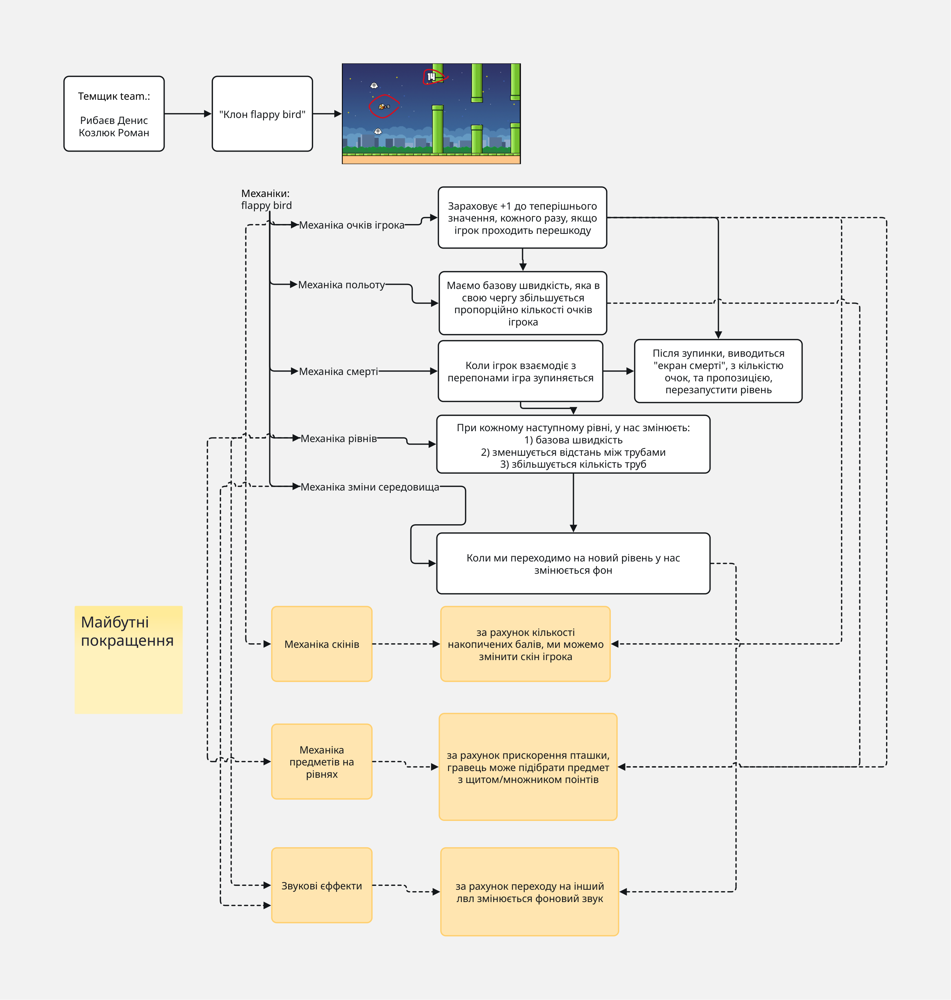 Темщик team.:
Рибаєв Денис
Козлюк Роман
"Клон flappy bird"
14
Механіки:
flappy bird
Механіка очків ігрока
Зараховує +1 до теперішнього
значення, кожного разу, якщо
ігрок проходить перешкоду
Механіка польоту
Маємо базову швидкість, яка в
свою чергу збільшується
пропорційно кількості очків
ігрока
Механіка смерті
Коли ігрок взаємодіє з
перепонами ігра зупиняється
Після зупинки, виводиться
"екран смерті", з кількістю
очок, та пропозицією,
перезапустити рівень
Механіка рівнів
При кожному наступному рівні, у нас змінюєть:
1) базова швидкість
2) зменшується відстань між трубами
3) збільшується кількість труб
Механіка зміни середовища
Коли ми переходимо на новий рівень у нас
змінюється фон
Майбутні
покращення
Механіка скінів
за рахунок кількості
накопичених балів, ми можемо
змінити скін ігрока
Механіка
предметів на
рівнях
за рахунок прискорення пташки,
гравець може підібрати предмет
з щитом/множником поінтів
Звукові єффекти
за рахунок переходу на інший
лвл змінюється фоновий звук